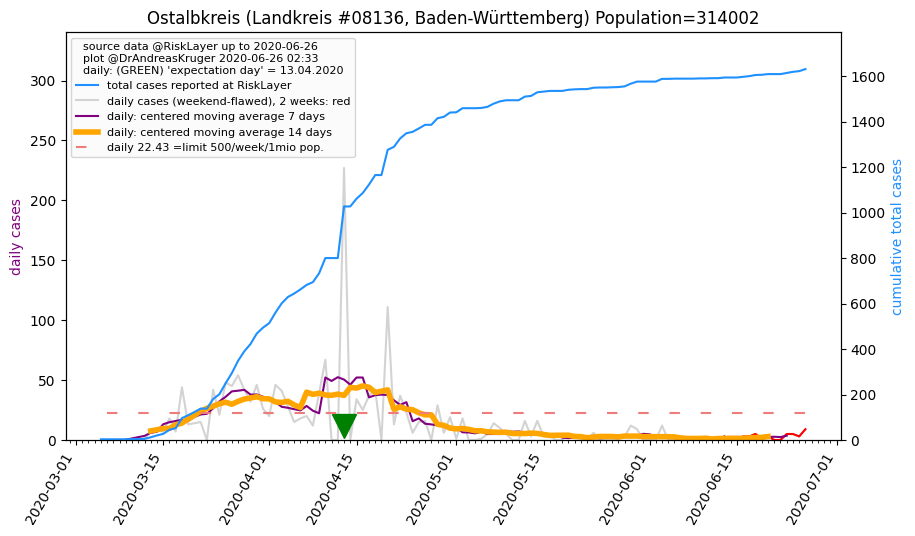 Ostalbkreis (Landkreis #08136, Baden-Württemberg) Population=314002
source data @RiskLayer up to 2020-06-26
plot @DrAndreasKruger 2020-06-26 02:33
daily: (GREEN) 'expectation day' = 13.04.2020
total cases reported at RiskLayer
daily cases (weekend-flawed), 2 weeks: red
daily: centered moving average 7 days
daily: centered moving average 14 days
daily 22.43 =limit 500/week/1mio pop.
daily cases
300
250
200
150
100
50
0
cumulative total cases
1600
1400
1200
1000
800
600
400
200
0
2020-03-01
2020-03-15
2020-04-01
2020-04-15
2020-05-01
2020-05-15
2020-06-01
2020-06-15
2020-07-01